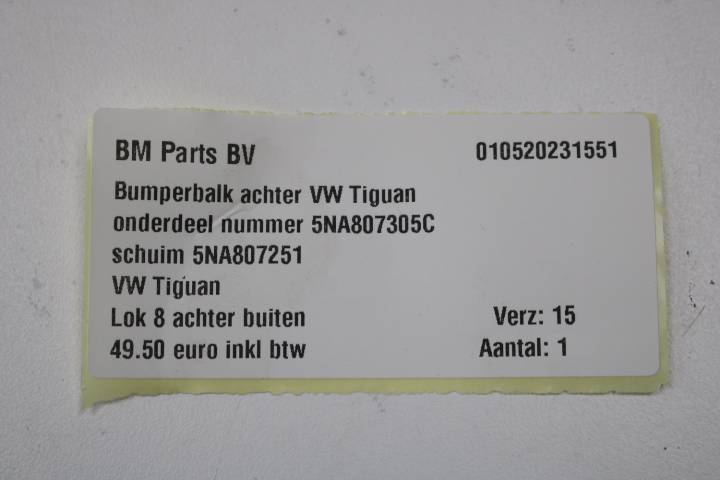 BM Parts BV 010520231551
Bumperbalk achter VW Tiguan
onderdeel nummer 5NA807305C
schuim 5NA807251
VW Tiguan
Lok 8 achter buiten Verz: 15
49.50 euro inkl btw Aantal: 1